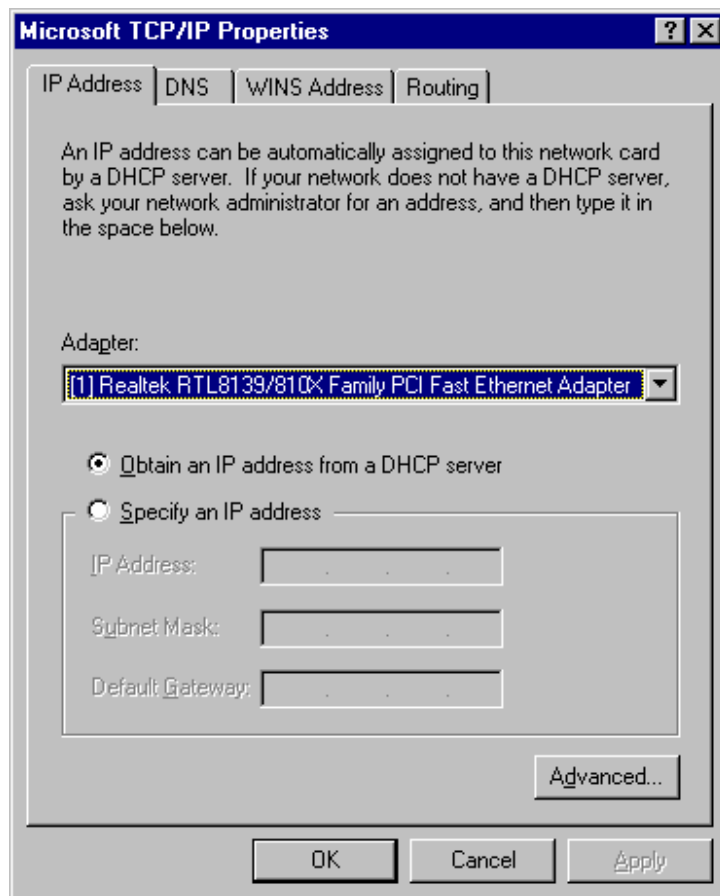 Microsoft TCP/IP Properties
IP Address DNS WINS Address Routing
An IP address can be automatically assigned to this network card
by a DHCP server. If your network does not have a DHCP server,
ask your network administrator for an address, and then type it in
the space below.
Adapter:
[1] Realtek RTL8139/810X Family PCI Fast Ethernet Adapter
Obtain an IP address from a DHCP server
Specify an IP address
IP Address: . . .
Subnet Mask: . . .
Default Gateway: . . .
Advanced...
OK Cancel Apply